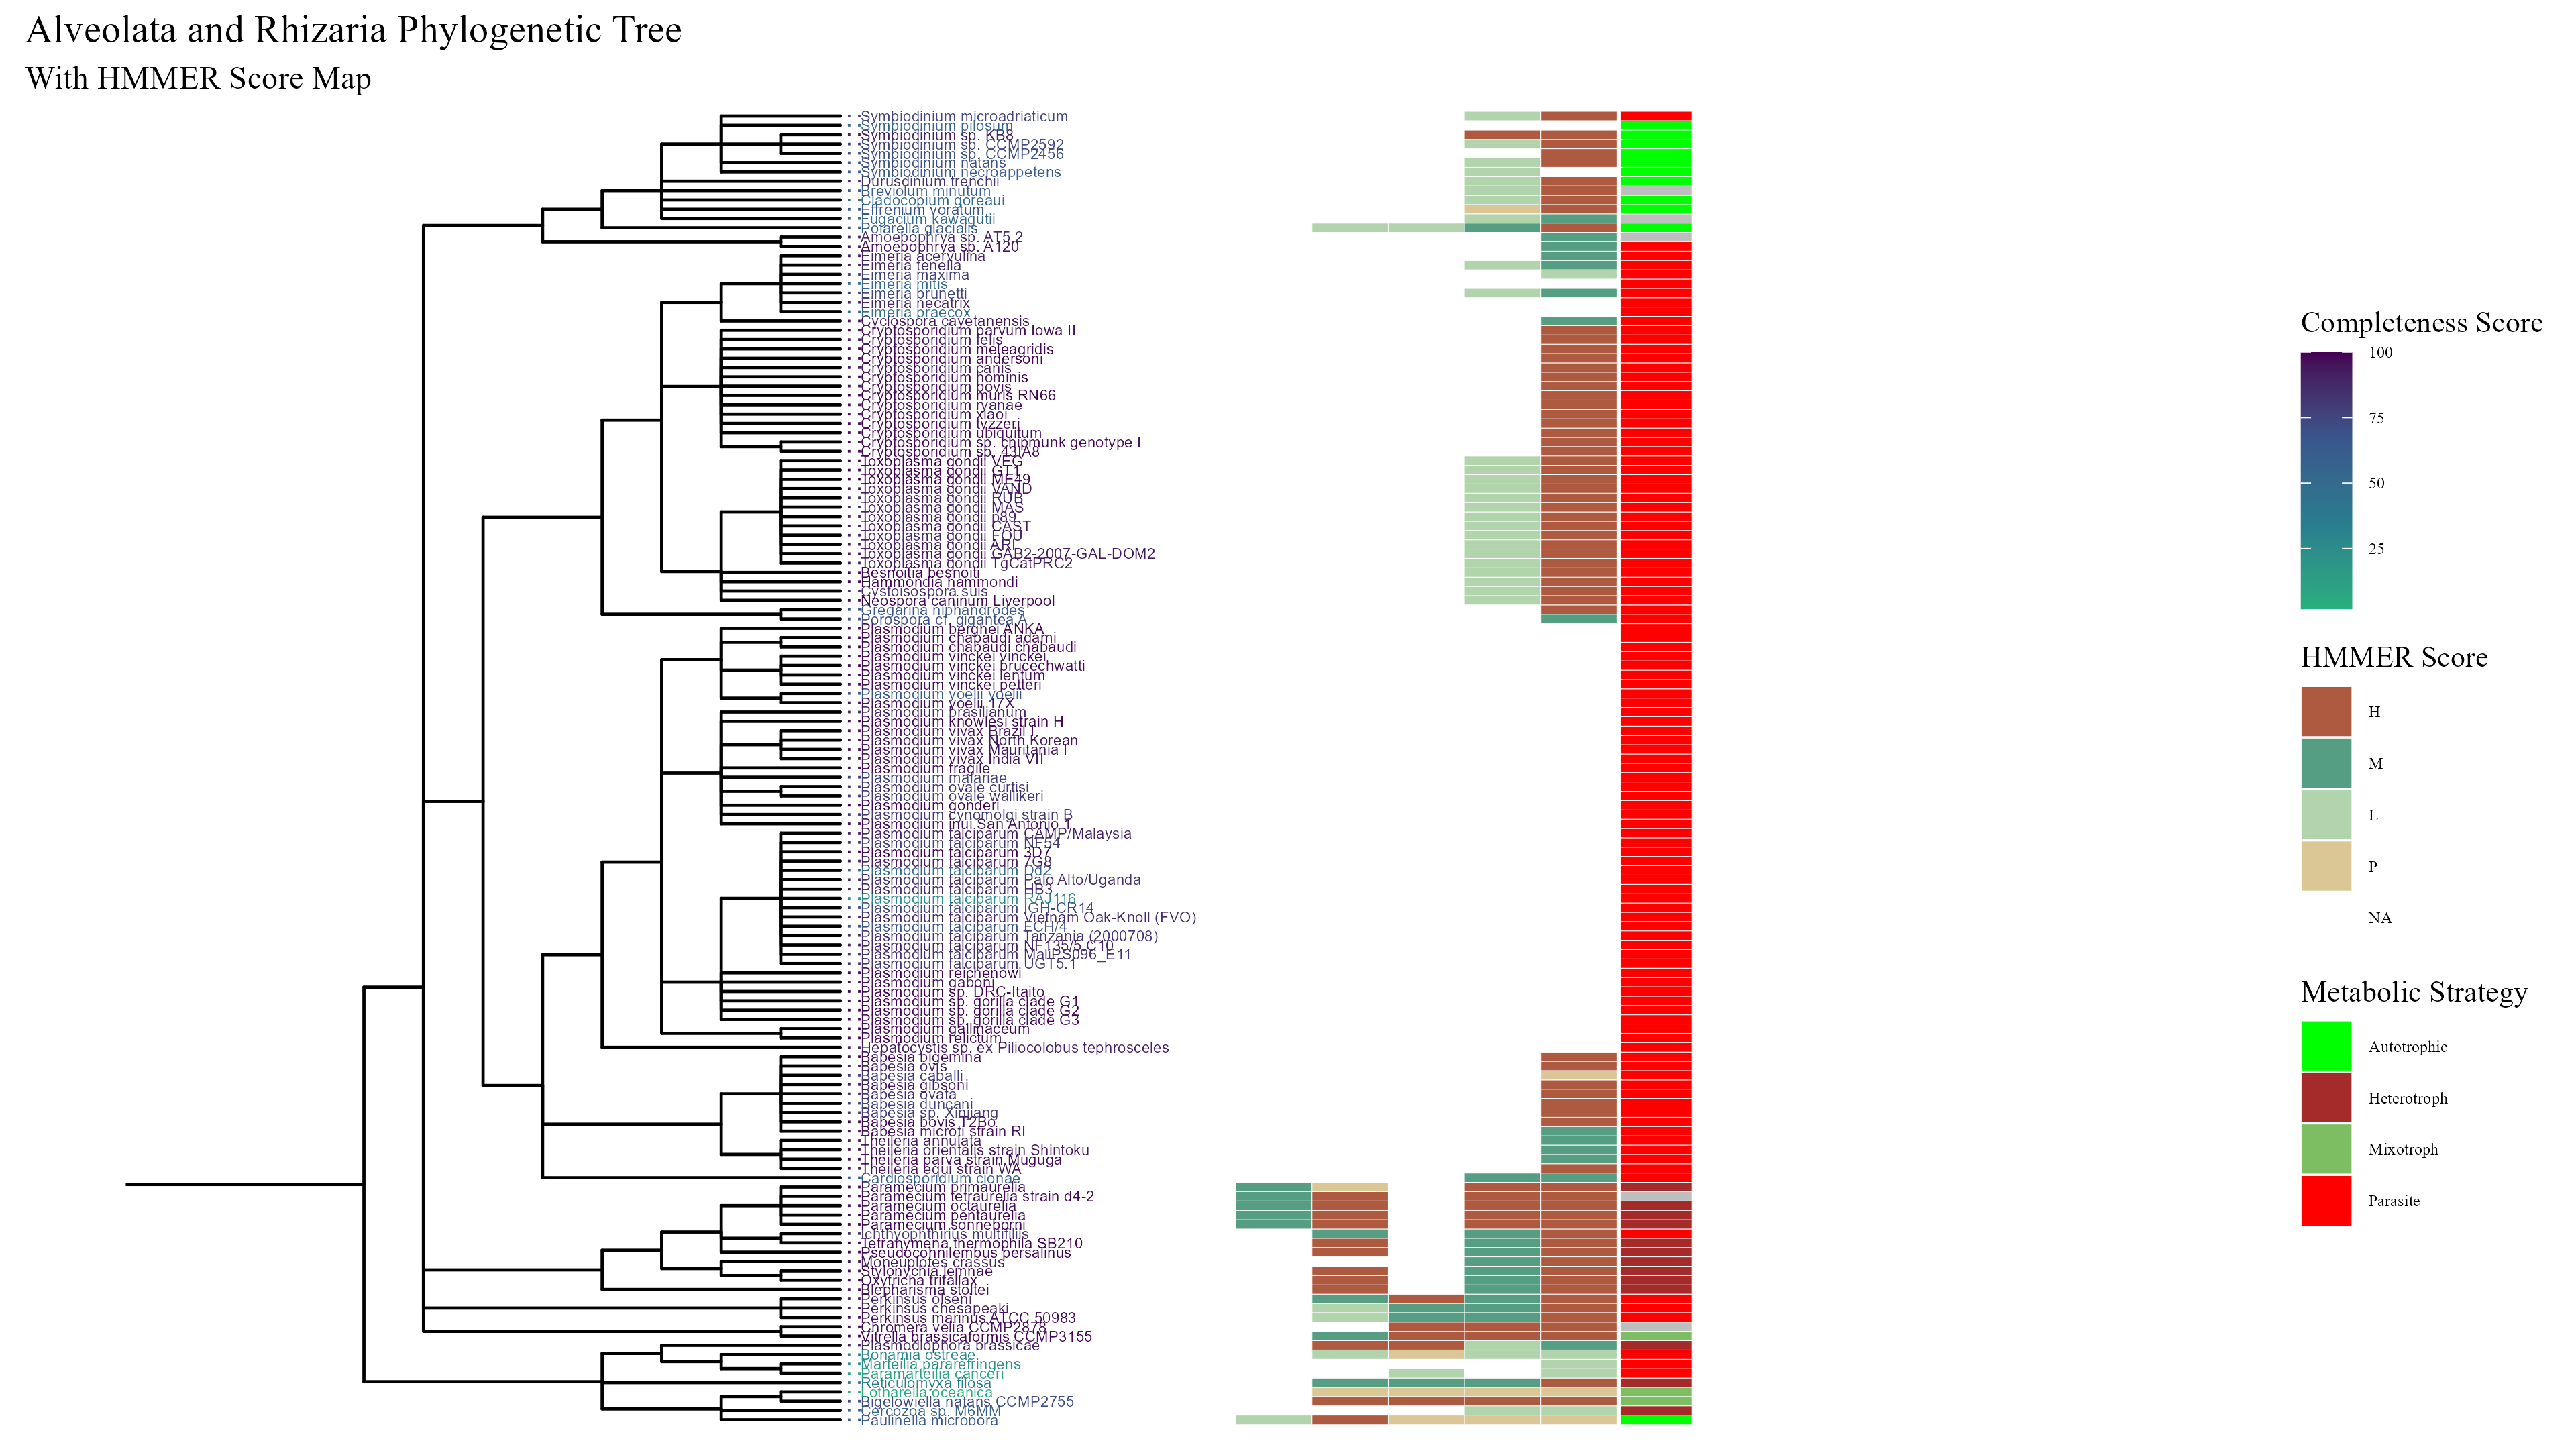 Alveolata and Rhizaria Phylogenetic Tree
With HMMER Score Map
Symbiodinium microadriaticum
Symbiodinium pilosum
Symbiodinium sp. KB8
Symbiodinium sp. CCMP2592
Symbiodinium sp. CCMP2456
Symbiodinium natans
Symbiodinium necroappetens
Durusdinium trenchii
Breviolum minutum
Cladocopium goreaui
Effrenium voratum
Fugacium kawagutii
Polarella glacialis
Amoebophrya sp. AT5.2
Amoebophrya sp. A120
Eimeria acervulina
Eimeria tenella
Eimeria maxima
Eimeria mitis
Eimeria brunetti
Eimeria necatrix
Eimeria praecox
Cyclospora cayetanensis
Cryptosporidium parvum Iowa II
Cryptosporidium felis
Cryptosporidium meleagridis
Cryptosporidium andersoni
Cryptosporidium canis
Cryptosporidium hominis
Cryptosporidium bovis
Cryptosporidium muris RN66
Cryptosporidium ryanae
Cryptosporidium xiaoi
Cryptosporidium tyzzeri
Cryptosporidium ubiquitum
Cryptosporidium sp. chipmunk genotype I
Cryptosporidium sp. 43IA8
Toxoplasma gondii VEG
Toxoplasma gondii GT1
Toxoplasma gondii ME49
Toxoplasma gondii VAND
Toxoplasma gondii RUB
Toxoplasma gondii MAS
Toxoplasma gondii p89
Toxoplasma gondii CAST
Toxoplasma gondii FOU
Toxoplasma gondii ARI
Toxoplasma gondii GAB2-2007-GAL-DOM2
Toxoplasma gondii TgCatPRC2
Besnoitia besnoiti
Hammondia hammondi
Cystoisospora suis
Neospora caninum Liverpool
Gregarina niphandrodes
Porospora cf. gigantea A
Plasmodium berghei ANKA
Plasmodium chabaudi adami
Plasmodium chabaudi chabaudi
Plasmodium vinckei vinckei
Plasmodium vinckei brucechwatti
Plasmodium vinckei lentum
Plasmodium vinckei petteri
Plasmodium yoelii yoelii
Plasmodium yoelii 17X
Plasmodium brasilianum
Plasmodium knowlesi strain H
Plasmodium vivax Brazil I
Plasmodium vivax North Korean
Plasmodium vivax Mauritania I
Plasmodium vivax India VII
Plasmodium fragile
Plasmodium malariae
Plasmodium ovale curtisi
Plasmodium ovale wallikeri
Plasmodium gonderi
Plasmodium cynomolgi strain B
Plasmodium inui San Antonio 1
Plasmodium falciparum CAMP/Malaysia
Plasmodium falciparum NF54
Plasmodium falciparum 3D7
Plasmodium falciparum 7G8
Plasmodium falciparum Dd2
Plasmodium falciparum Palo Alto/Uganda
Plasmodium falciparum HB3
Plasmodium falciparum RAJ116
Plasmodium falciparum IGH-CR14
Plasmodium falciparum Vietnam Oak-Knoll (FVO)
Plasmodium falciparum FCH/4
Plasmodium falciparum Tanzania (2000708)
Plasmodium falciparum NF135/5.C10
Plasmodium falciparum MaliPS096_E11
Plasmodium falciparum UGT5.1
Plasmodium reichenowi
Plasmodium gaboni
Plasmodium sp. DRC-Itaito
Plasmodium sp. gorilla clade G1
Plasmodium sp. gorilla clade G2
Plasmodium sp. gorilla clade G3
Plasmodium gallinaceum
Plasmodium relictum
Hepatocystis sp. ex Piliocolobus tephrosceles
Babesia bigemina
Babesia ovis
Babesia caballi
Babesia gibsoni
Babesia ovata
Babesia duncani
Babesia sp. Xinjiang
Babesia bovis T2Bo
Babesia microti strain RI
Theileria annulata
Theileria orientalis strain Shintoku
Theileria parva strain Muguga
Theileria equi strain WA
Cardiosporidium cionae
Paramecium primaurelia
Paramecium tetraurelia strain d4-2
Paramecium octaurelia
Paramecium pentaurelia
Paramecium sonneborni
Ichthyophthirius multifiliis
Tetrahymena thermophila SB210
Pseudocohnilembus persalinus
Moneuplotes crassus
Stylonychia lemnae
Oxytricha trifallax
Blepharisma stoltei
Perkinsus olseni
Perkinsus chesapeaki
Perkinsus marinus ATCC 50983
Chromera velia CCMP2878
Vitrella brassicaformis CCMP3155
Plasmodiophora brassicae
Bonamia ostreae
Marteilia pararefringens
Paramarteilia canceri
Reticulomyxa filosa
Lotharella oceanica
Bigelowiella natans CCMP2755
Cercozoa sp. M6MM
Paulinella micropora
Completeness Score
100
75
50
25
HMMER Score
H
M
L
P
NA
Metabolic Strategy
Autotrophic
Heterotroph
Mixotroph
Parasite